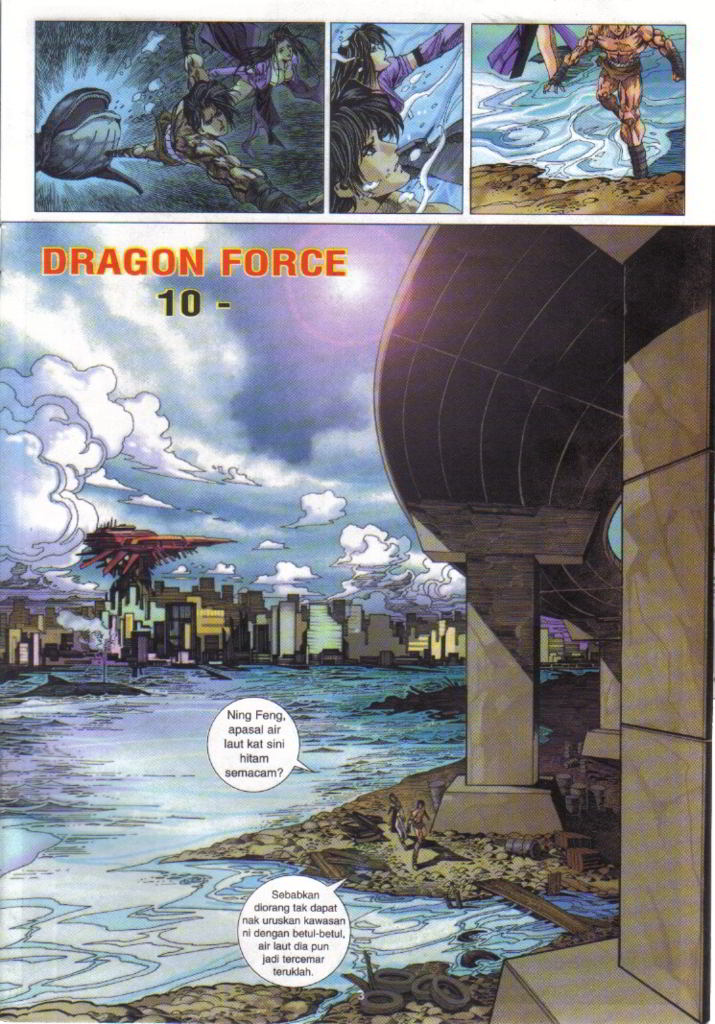 DRAGON FORCE
10 -
Ning Feng,
apasal air
laut kat sini
hitam
semacam?
Sebabkan
diorang tak dapat
nak uruskan kawasan
ni dengan betul-betul,
air laut dia pun
jadi tercemar
teruklah.
3